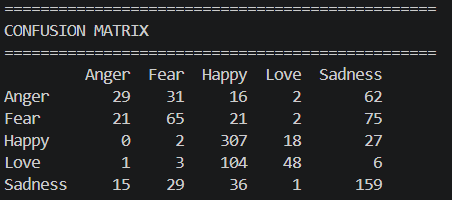 ==================================================
CONFUSION MATRIX
==================================================
Anger Fear Happy Love Sadness
Anger 29 31 16 2 62
Fear 21 65 21 2 75
Happy 0 2 307 18 27
Love 1 3 104 48 6
Sadness 15 29 36 1 159